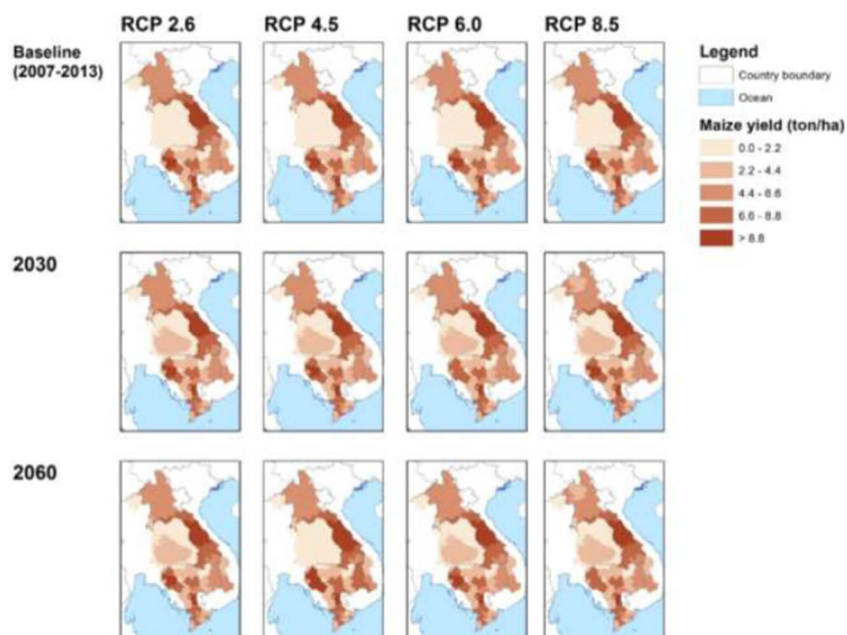 RCP 2.6 RCP 4.5 RCP 6.0 RCP 8.5
Baseline
(2007-2013)
Legend
Country boundary
Ocean
Maize yield (ton/ha)
0.0 - 2.2
2.2 - 4.4
4.4 - 6.6
6.6 - 8.8
> 8.8
2030
2060